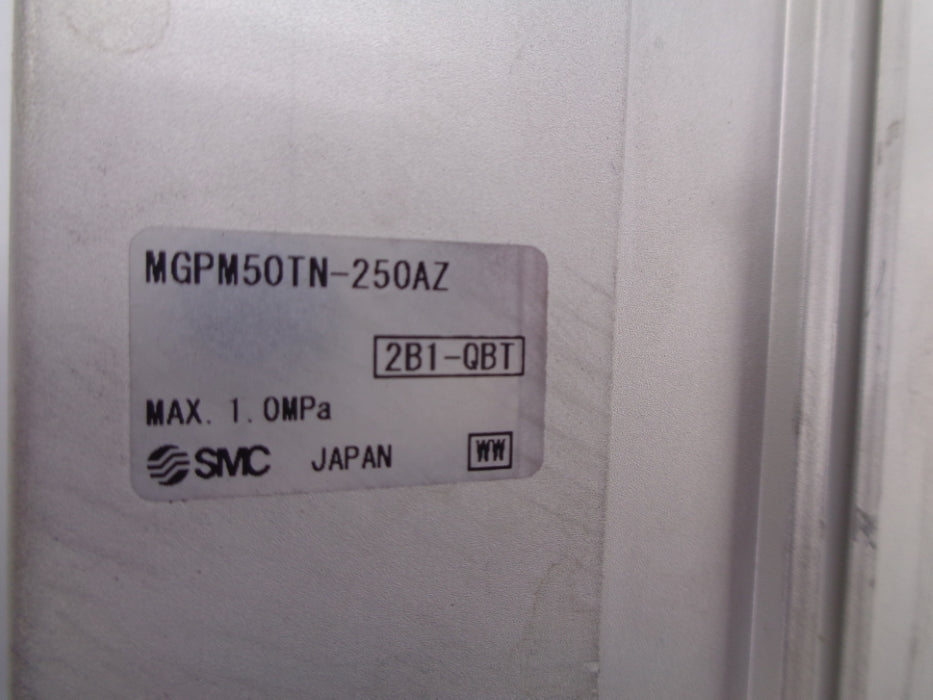 MGPM50TN-250AZ
2B1-QBT
MAX. 1.0MPa
SMC JAPAN WW